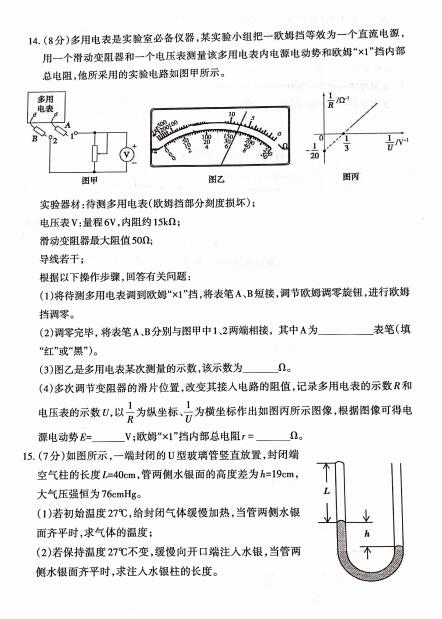 14.(8分)多用电表是实验室必备仪器,某实验小组把一欧姆挡等效为一个直流电源,
用一个滑动变阻器和一个电压表测量该多用电表内电源电动势和欧姆“×1”挡内部
总电阻,他所采用的实验电路如图甲所示。
多用
电表
A
B
1
2
V
+
-
图甲
10
5
0
50
100
150
200
250
图乙
1/R /Ω⁻¹
0
1/3
1/U /V⁻¹
-1/20
图丙
实验器材:待测多用电表(欧姆挡部分刻度损坏);
电压表V:量程6V,内阻约15kΩ;
滑动变阻器最大阻值50Ω;
导线若干;
根据以下操作步骤,回答有关问题:
(1)将待测多用电表调到欧姆“×1”挡,将表笔A、B短接,调节欧姆调零旋钮,进行欧姆
挡调零。
(2)调零完毕,将表笔A、B分别与图甲中1、2两端相接,其中A为________表笔(填
“红”或“黑”)。
(3)图乙是多用电表某次测量的示数,该示数为______Ω。
(4)多次调节变阻器的滑片位置,改变其接入电路的阻值,记录多用电表的示数R和
电压表的示数U,以1/R为纵坐标、1/U为横坐标作出如图丙所示图像,根据图像可得电
源电动势E=______V;欧姆“×1”挡内部总电阻r=______Ω。
15.(7分)如图所示,一端封闭的U型玻璃管竖直放置,封闭端
空气柱的长度L=40cm,管两侧水银面的高度差为h=19cm,
大气压强恒为76cmHg。
(1)若初始温度27℃,给封闭气体缓慢加热,当管两侧水银
面齐平时,求气体的温度;
(2)若保持温度27℃不变,缓慢向开口端注入水银,当管两
侧水银面齐平时,求注入水银柱的长度。
L
h